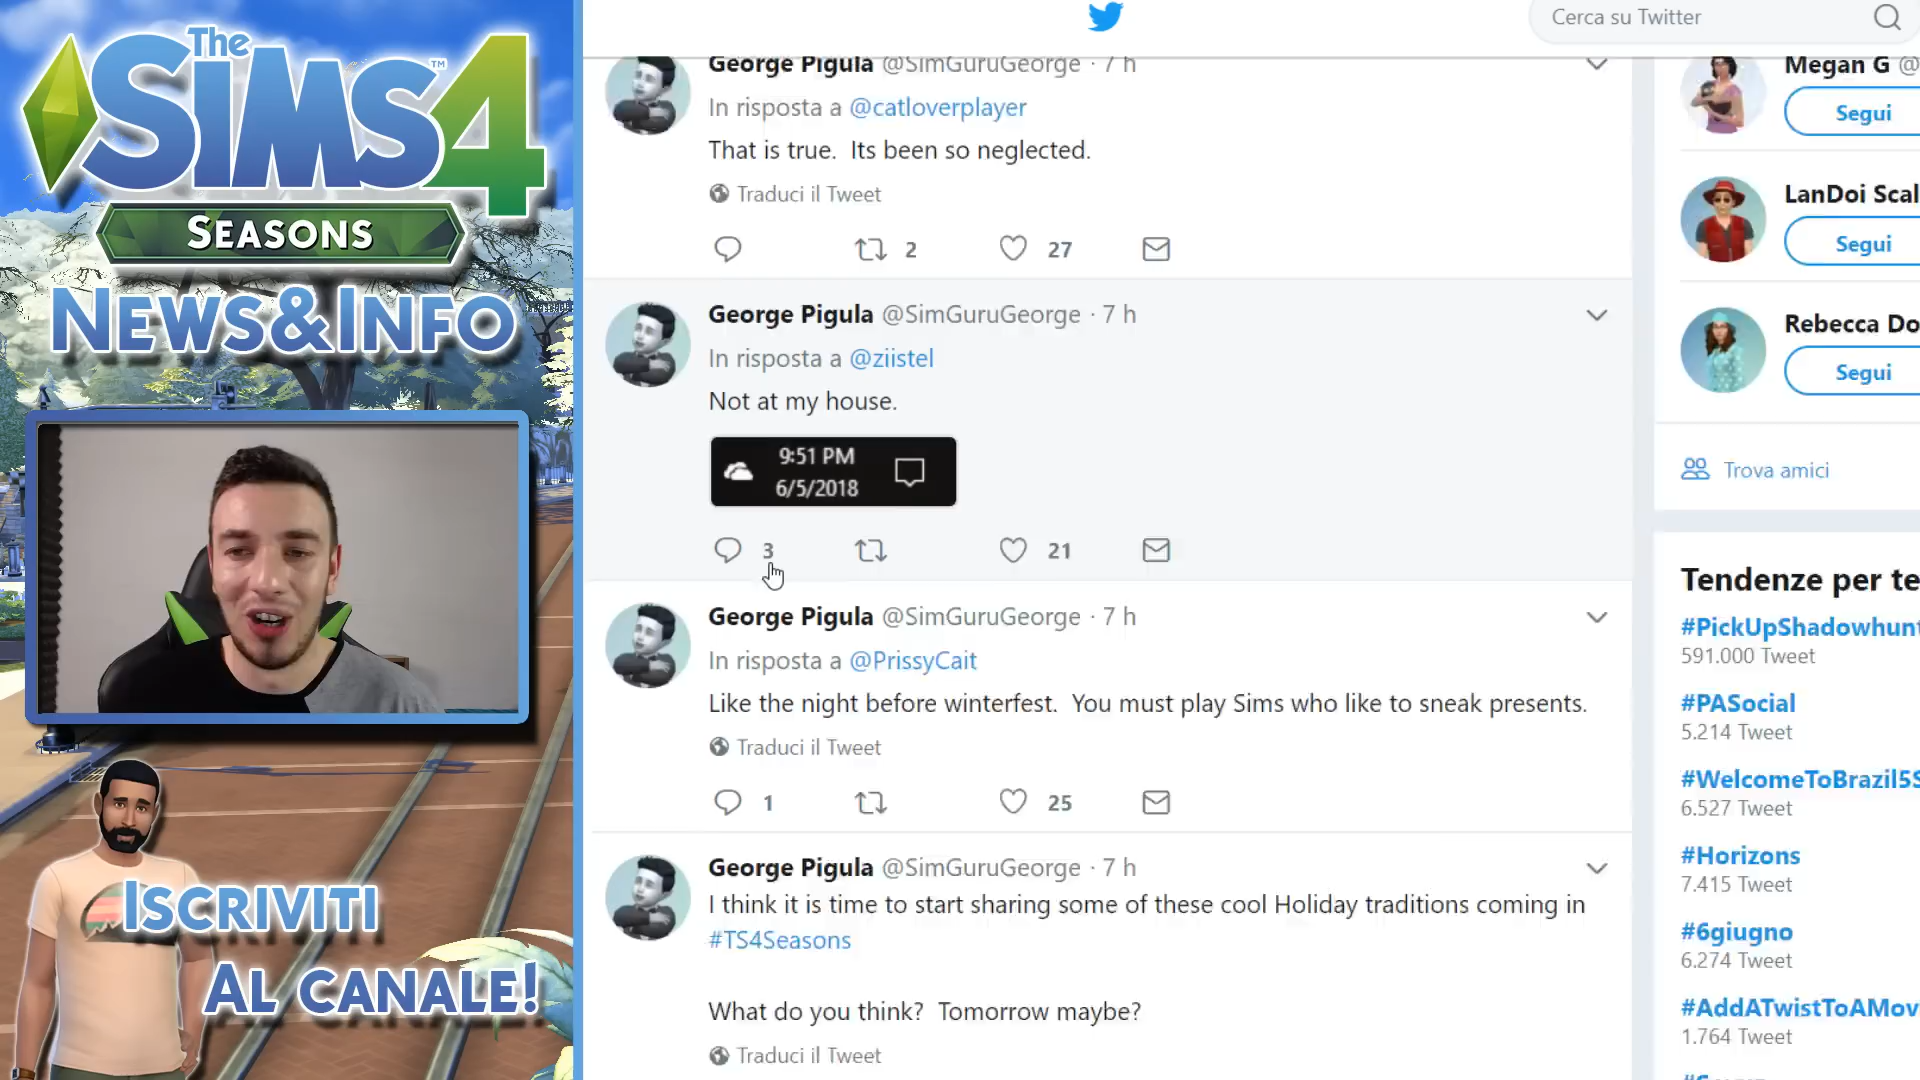 The
SIMS 4
™
SEASONS
NEWS&INFO
ISCRIVITI
AL CANALE!
Cerca su Twitter
George Pigula @SimGuruGeorge · 7 h
In risposta a @catloverplayer
That is true. Its been so neglected.
Traduci il Tweet
2
27
George Pigula @SimGuruGeorge · 7 h
In risposta a @ziistel
Not at my house.
9:51 PM
6/5/2018
3
21
George Pigula @SimGuruGeorge · 7 h
In risposta a @PrissyCait
Like the night before winterfest. You must play Sims who like to sneak presents.
Traduci il Tweet
1
25
George Pigula @SimGuruGeorge · 7 h
I think it is time to start sharing some of these cool Holiday traditions coming in
#TS4Seasons
What do you think? Tomorrow maybe?
Traduci il Tweet
Megan G @
Segui
LanDoi Scal
Segui
Rebecca Do
Segui
Trova amici
Tendenze per te
#PickUpShadowhunt
591.000 Tweet
#PASocial
5.214 Tweet
#WelcomeToBrazil5S
6.527 Tweet
#Horizons
7.415 Tweet
#6giugno
6.274 Tweet
#AddATwistToAMov
1.764 Tweet